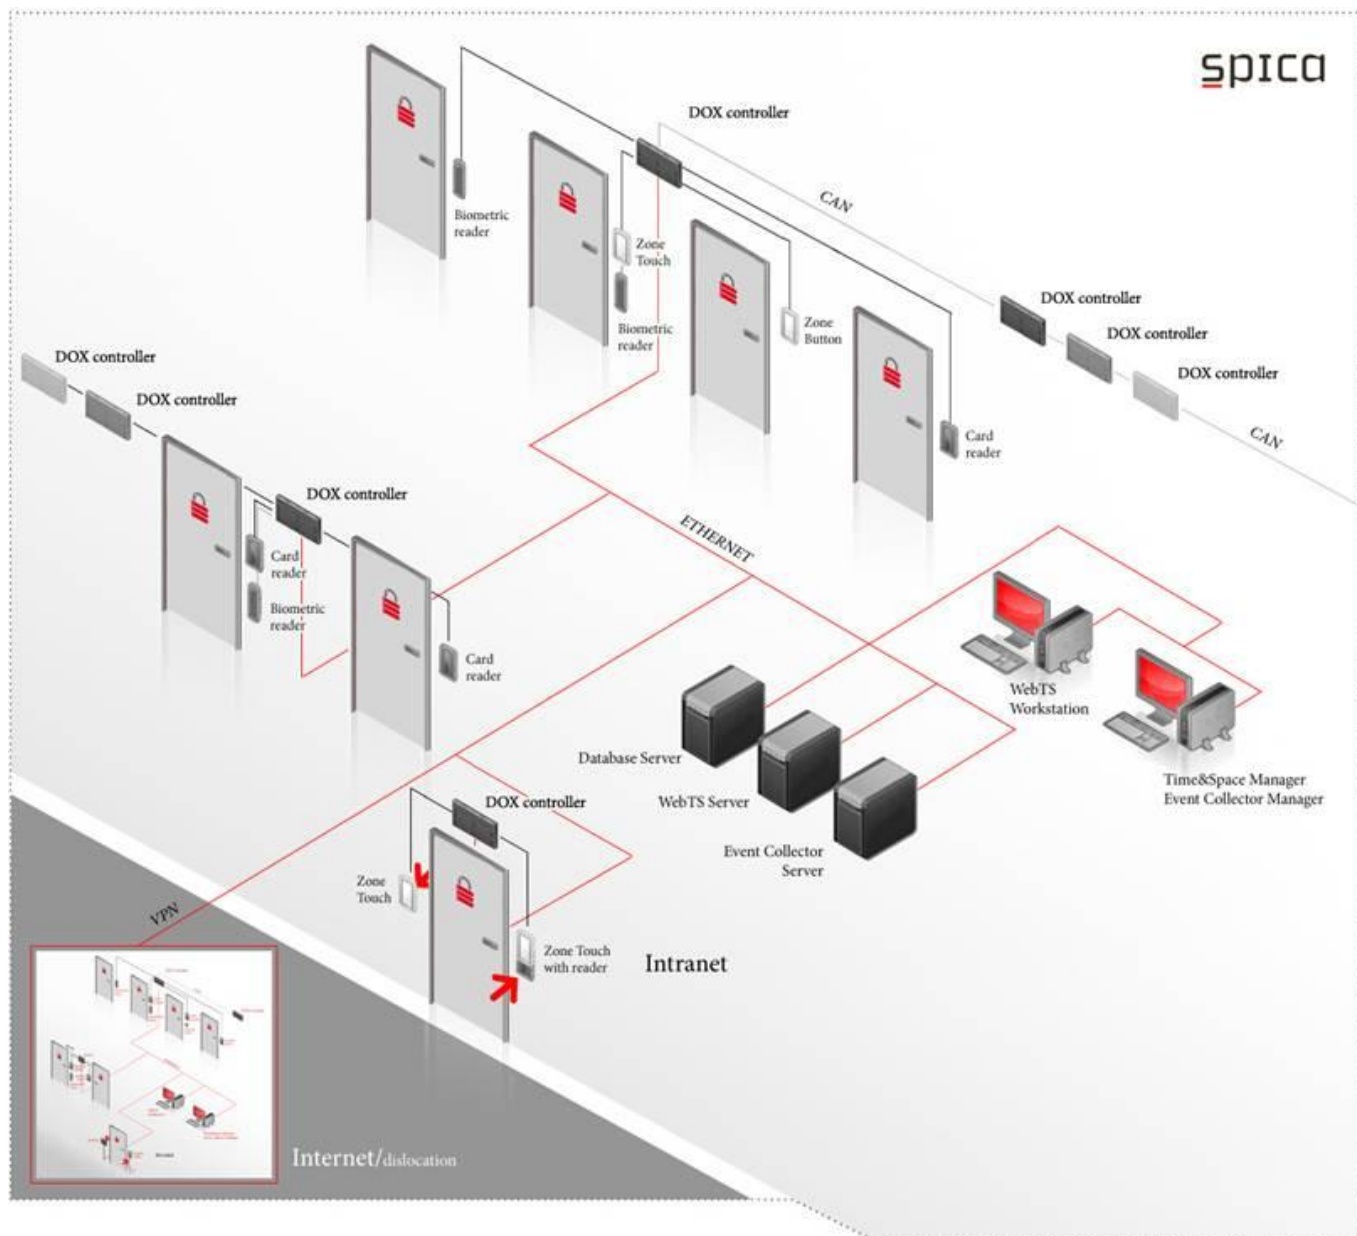 spica
DOX controller
CAN
Biometric
reader
Zone
Touch
Biometric
reader
Zone
Button
DOX controller
DOX controller
DOX controller
CAN
Card
reader
DOX controller
DOX controller
DOX controller
Card
reader
Biometric
reader
Card
reader
ETHERNET
WebTS
Workstation
Time&Space Manager
Event Collector Manager
Database Server
WebTS Server
Event Collector
Server
DOX controller
Zone
Touch
Zone Touch
with reader
Intranet
VPN
Internet/dislocation